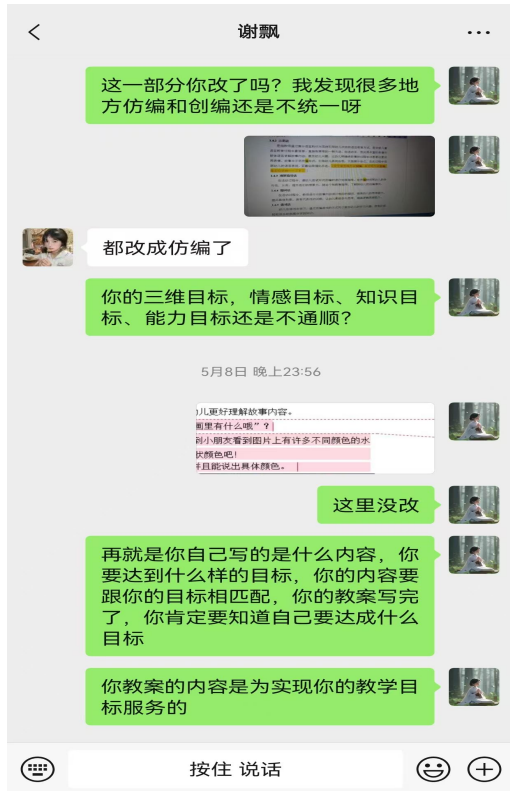 谢飘
这一部分你改了吗？我发现很多地
方仿编和创编还是不统一呀
都改成仿编了
你的三维目标，情感目标、知识目
标、能力目标还是不通顺？
5月8日 晚上23:56
儿更好理解故事内容。
画里有什么哦”？
到小朋友看到图片上有许多不同颜色的水
状颜色吧！
并且能说出具体颜色。
这里没改
再就是你自己写的是什么内容，你
要达到什么样的目标，你的内容要
跟你的目标相匹配，你的教案写完
了，你肯定要知道自己要达成什么
目标
你教案的内容是为实现你的教学目
标服务的
按住 说话